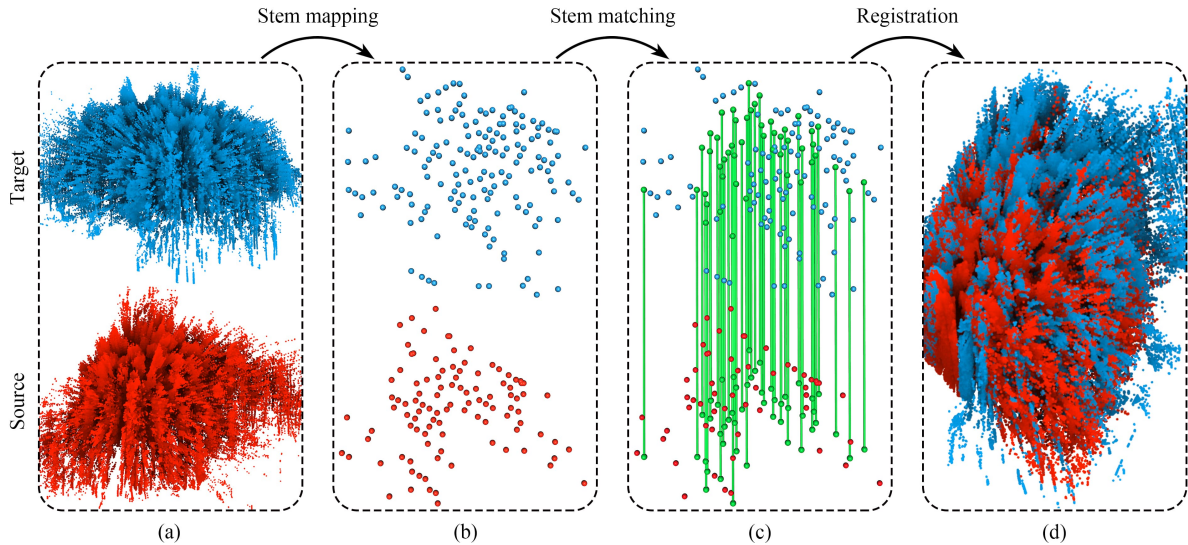 Stem mapping
Stem matching
Registration
Target
Source
(a)
(b)
(c)
(d)